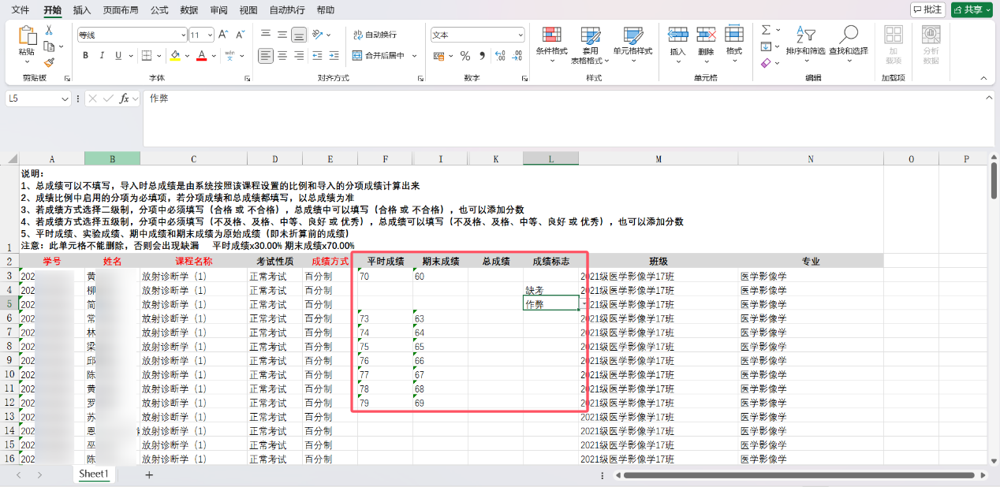 文件 开始 插入 页面布局 公式 数据 审阅 视图 自动执行 帮助 批注 共享
粘贴 等线 11 自动换行 文本 条件格式 套用 表格格式 单元格样式 插入 删除 格式 排序和筛选 查找和选择 加载项 分析数据
B I U 合并后居中 %
剪贴板 字体 对齐方式 数字 样式 单元格 编辑 加载项
L5 fx 作弊
A B C D E F I K L M N O P
说明:
1、总成绩可以不填写，导入时总成绩是由系统按照该课程设置的比例和导入的分项成绩计算出来
2、成绩比例中启用的分项为必填项，若分项成绩和总成绩都填写，以总成绩为准
3、若成绩方式选择二级制，分项中必须填写（合格 或 不合格），总成绩中可以填写（合格 或 不合格），也可以添加分数
4、若成绩方式选择五级制，分项中必须填写（不及格、及格、中等、良好 或 优秀），总成绩可以填写（不及格、及格、中等、良好 或 优秀），也可以添加分数
5、平时成绩、实验成绩、期中成绩和期末成绩为原始成绩（即未折算前的成绩）
1 注意：此单元格不能删除，否则会出现缺漏 平时成绩x30.00% 期末成绩x70.00%
2 学号 姓名 课程名称 考试性质 成绩方式 平时成绩 期末成绩 总成绩 成绩标志 班级 专业
3 202 黄 放射诊断学（1） 正常考试 百分制 70 60 2021级医学影像学17班 医学影像学
4 202 柳 放射诊断学（1） 正常考试 百分制 缺考 2021级医学影像学17班 医学影像学
5 202 简 放射诊断学（1） 正常考试 百分制 作弊 21级医学影像学17班 医学影像学
6 202 常 放射诊断学（1） 正常考试 百分制 73 63 2021级医学影像学17班 医学影像学
7 202 林 放射诊断学（1） 正常考试 百分制 74 64 2021级医学影像学17班 医学影像学
8 202 梁 放射诊断学（1） 正常考试 百分制 75 65 2021级医学影像学17班 医学影像学
9 202 邱 放射诊断学（1） 正常考试 百分制 76 66 2021级医学影像学17班 医学影像学
10 202 陈 放射诊断学（1） 正常考试 百分制 77 67 2021级医学影像学17班 医学影像学
11 202 黄 放射诊断学（1） 正常考试 百分制 78 68 2021级医学影像学17班 医学影像学
12 202 罗 放射诊断学（1） 正常考试 百分制 79 69 2021级医学影像学17班 医学影像学
13 202 苏 放射诊断学（1） 正常考试 百分制 2021级医学影像学17班 医学影像学
14 202 恩 放射诊断学（1） 正常考试 百分制 2021级医学影像学17班 医学影像学
15 202 巫 放射诊断学（1） 正常考试 百分制 2021级医学影像学17班 医学影像学
16 202 陈 放射诊断学（1） 正常考试 百分制 2021级医学影像学17班 医学影像学
Sheet1